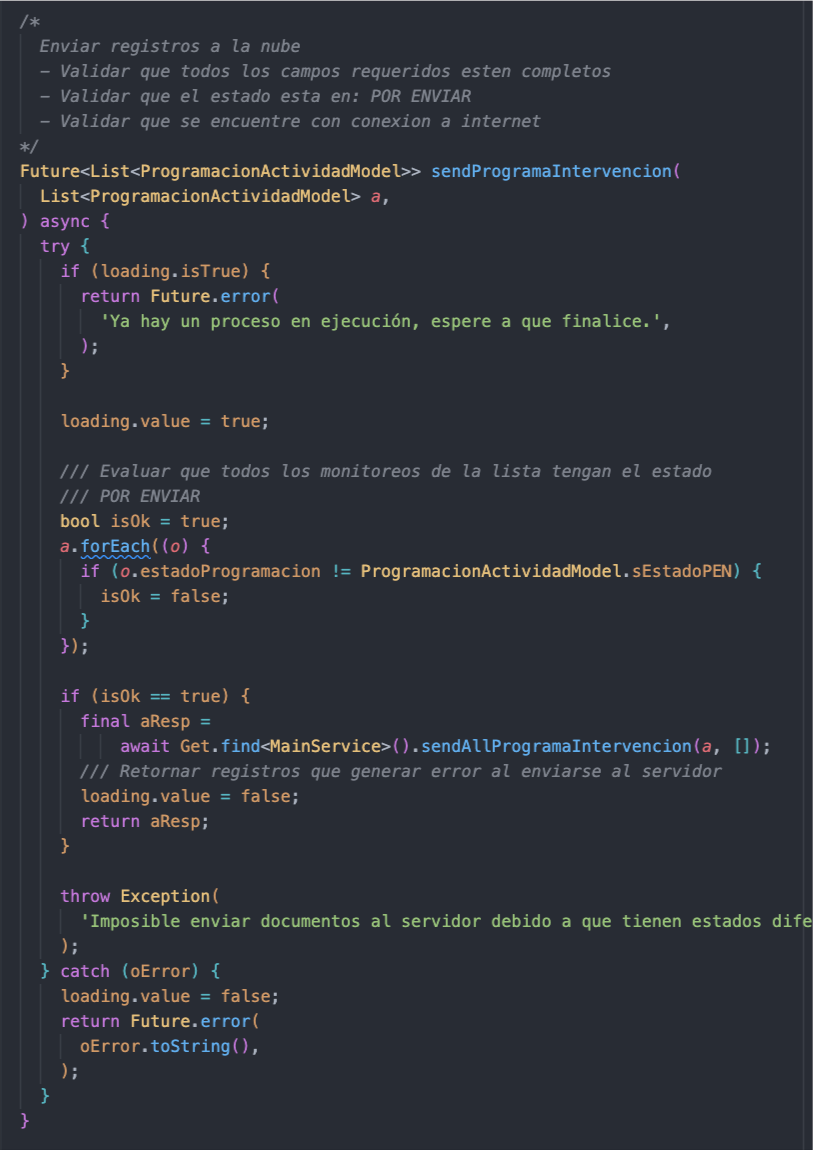 /*
  Enviar registros a la nube
  - Validar que todos los campos requeridos esten completos
  - Validar que el estado esta en: POR ENVIAR
  - Validar que se encuentre con conexion a internet
*/
Future<List<ProgramacionActividadModel>> sendProgramaIntervencion(
  List<ProgramacionActividadModel> a,
) async {
  try {
    if (loading.isTrue) {
      return Future.error(
        'Ya hay un proceso en ejecución, espere a que finalice.',
      );
    }

    loading.value = true;

    /// Evaluar que todos los monitoreos de la lista tengan el estado
    /// POR ENVIAR
    bool isOk = true;
    a.forEach((o) {
      if (o.estadoProgramacion != ProgramacionActividadModel.sEstadoPEN) {
        isOk = false;
      }
    });

    if (isOk == true) {
      final aResp =
          await Get.find<MainService>().sendAllProgramaIntervencion(a, []);
      /// Retornar registros que generar error al enviarse al servidor
      loading.value = false;
      return aResp;
    }

    throw Exception(
      'Imposible enviar documentos al servidor debido a que tienen estados dife
    );
  } catch (oError) {
    loading.value = false;
    return Future.error(
      oError.toString(),
    );
  }
}